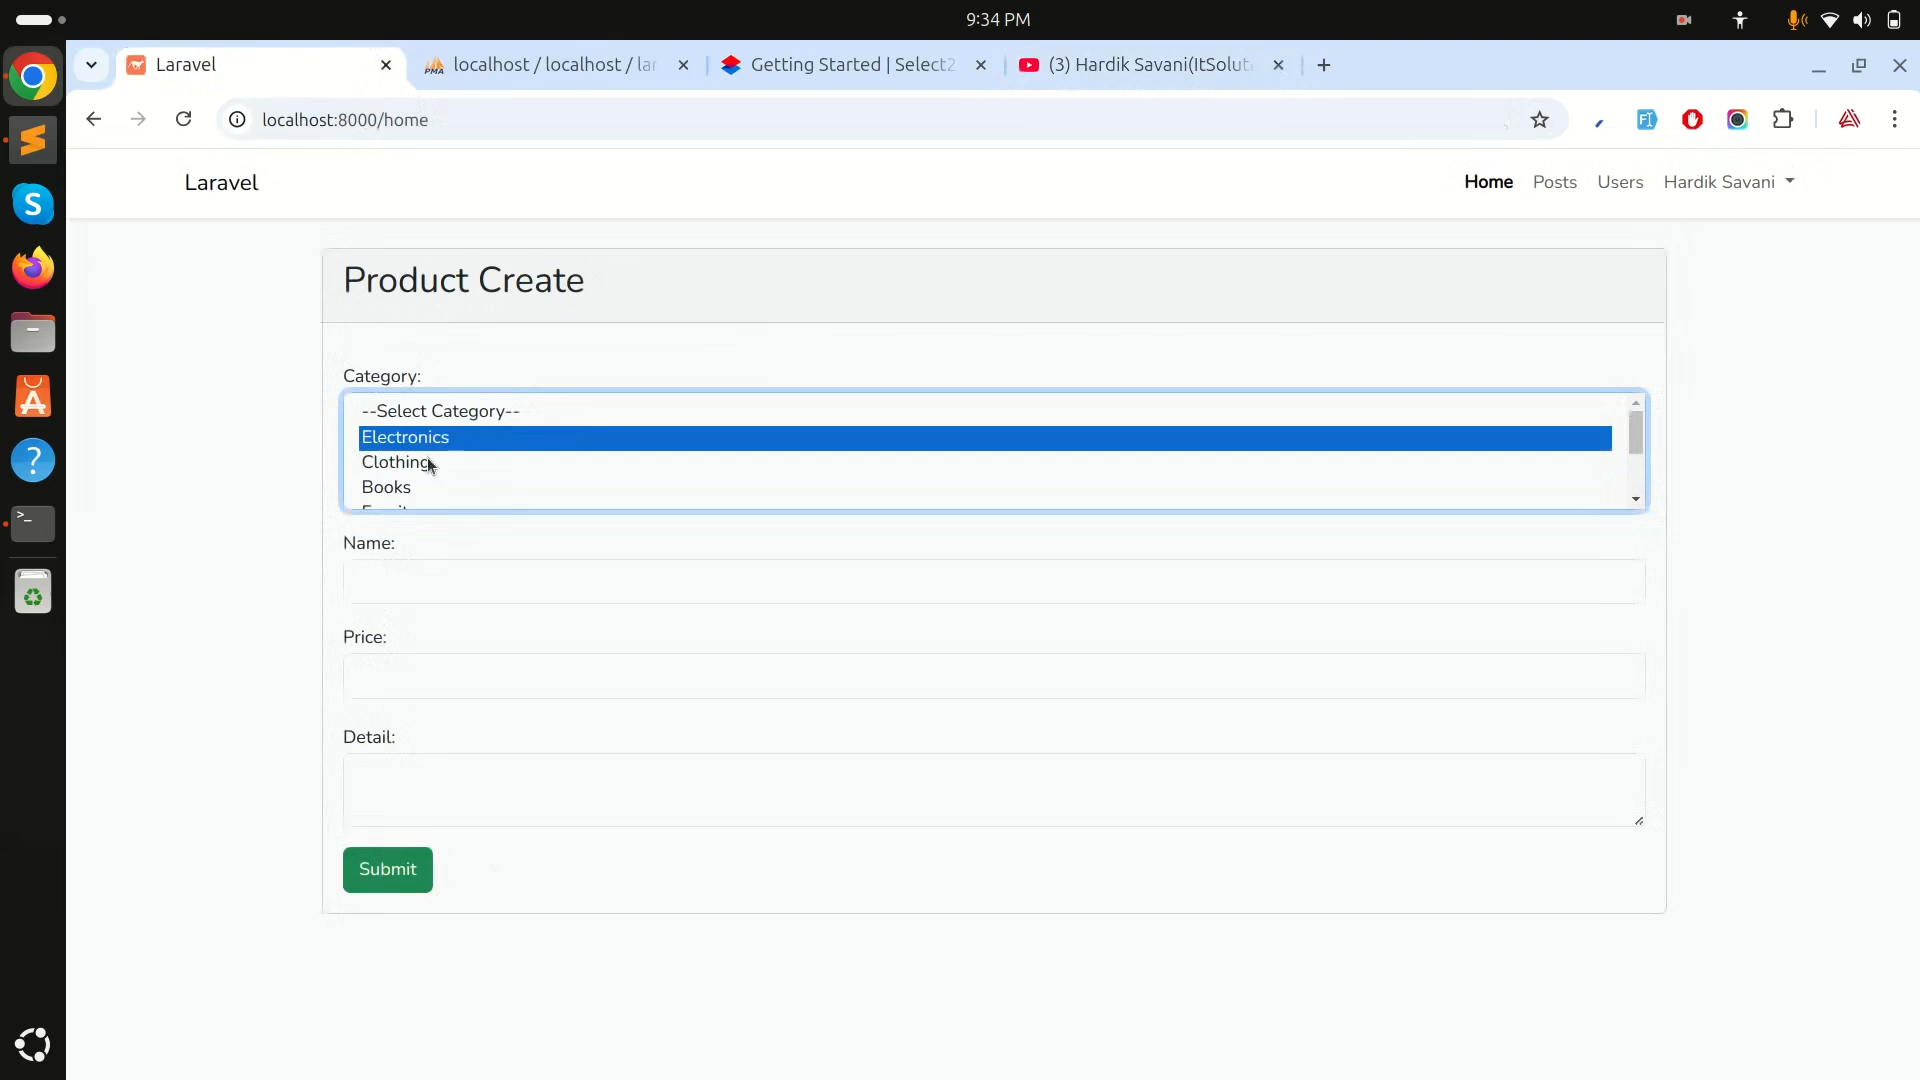 9:34 PM
Laravel
localhost / localhost / lar
Getting Started | Select2
(3) Hardik Savani(ItSolut
localhost:8000/home
Laravel
Home
Posts
Users
Hardik Savani
Product Create
Category:
--Select Category--
Electronics
Clothing
Books
Name:
Price:
Detail:
Submit